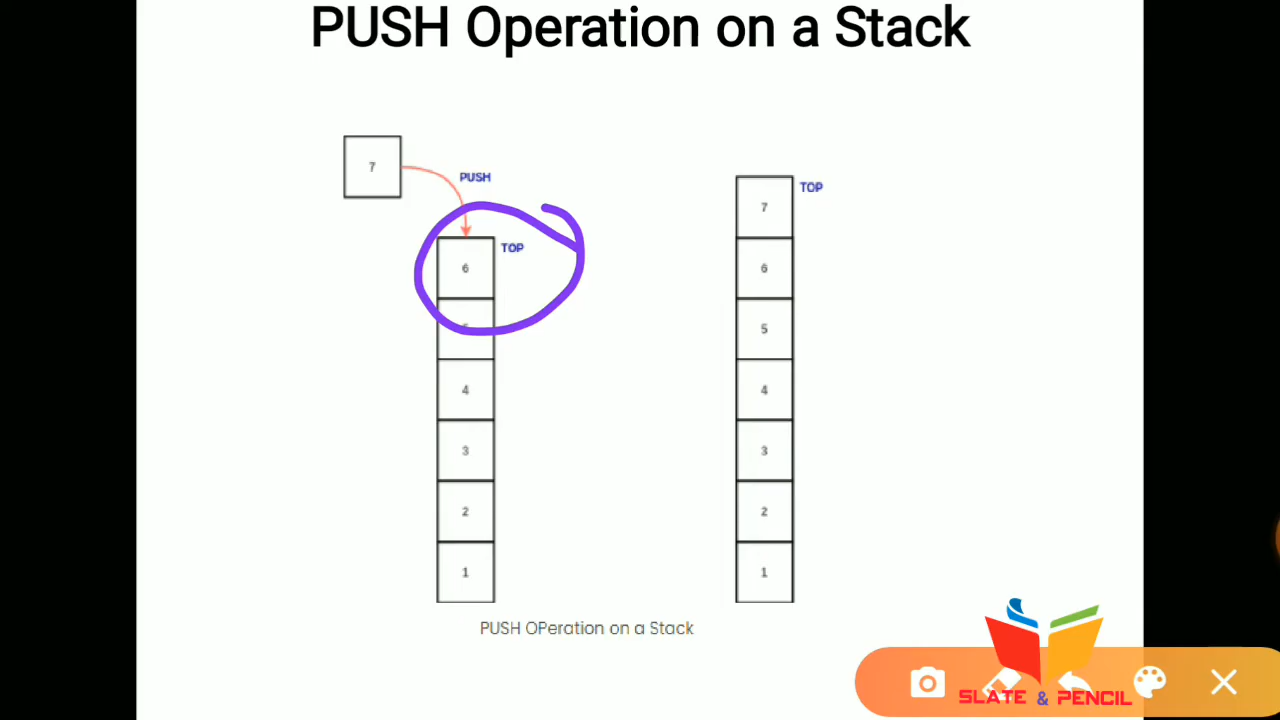 PUSH Operation on a Stack
7
PUSH
6
TOP
4
3
2
1
TOP
7
6
5
4
3
2
1
PUSH OPeration on a Stack
SLATE & PENCIL